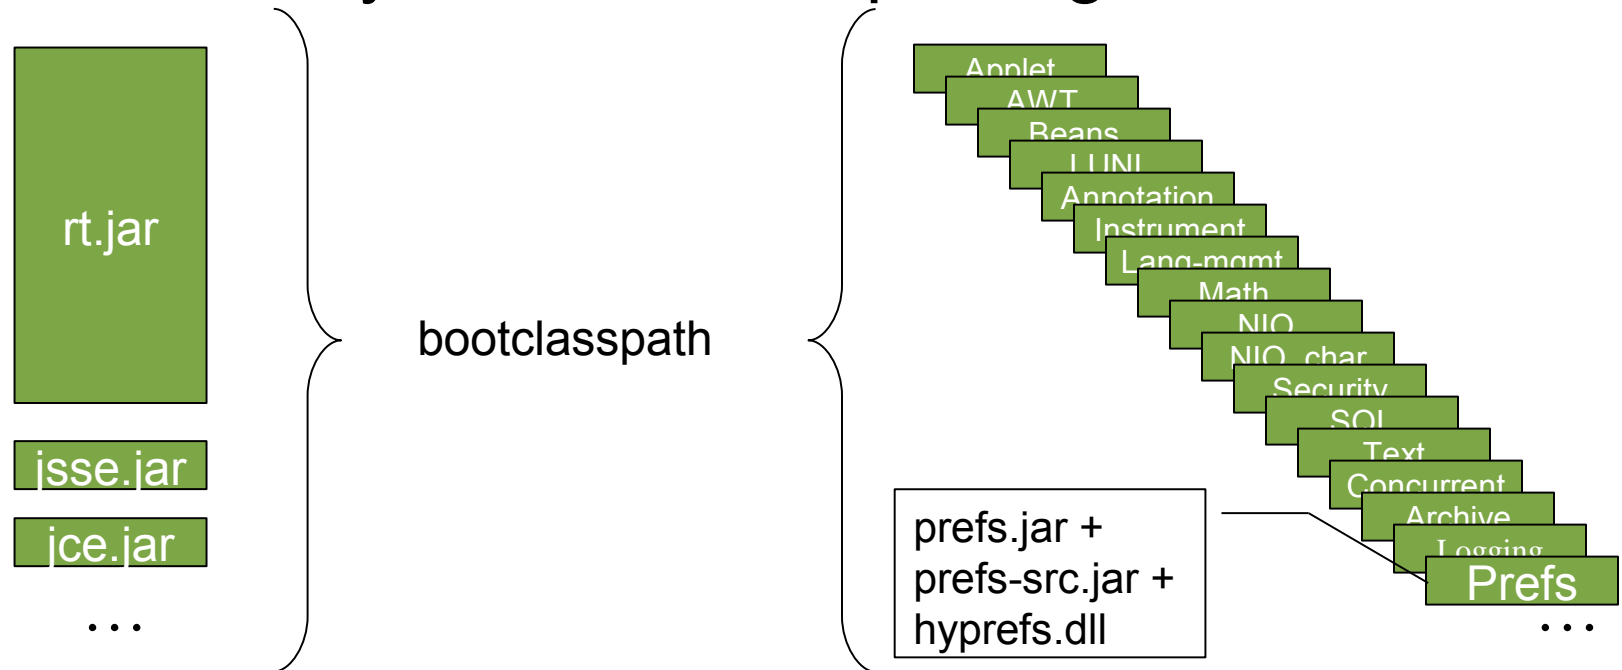 rt.jar
jsse.jar
jce.jar
...
bootclasspath
Applet
AWT
Beans
LUNI
Annotation
Instrument
Lang-mgmt
Math
NIO
NIO_char
Security
SQL
Text
Concurrent
Archive
Logging
Prefs
...
prefs.jar +
prefs-src.jar +
hyprefs.dll